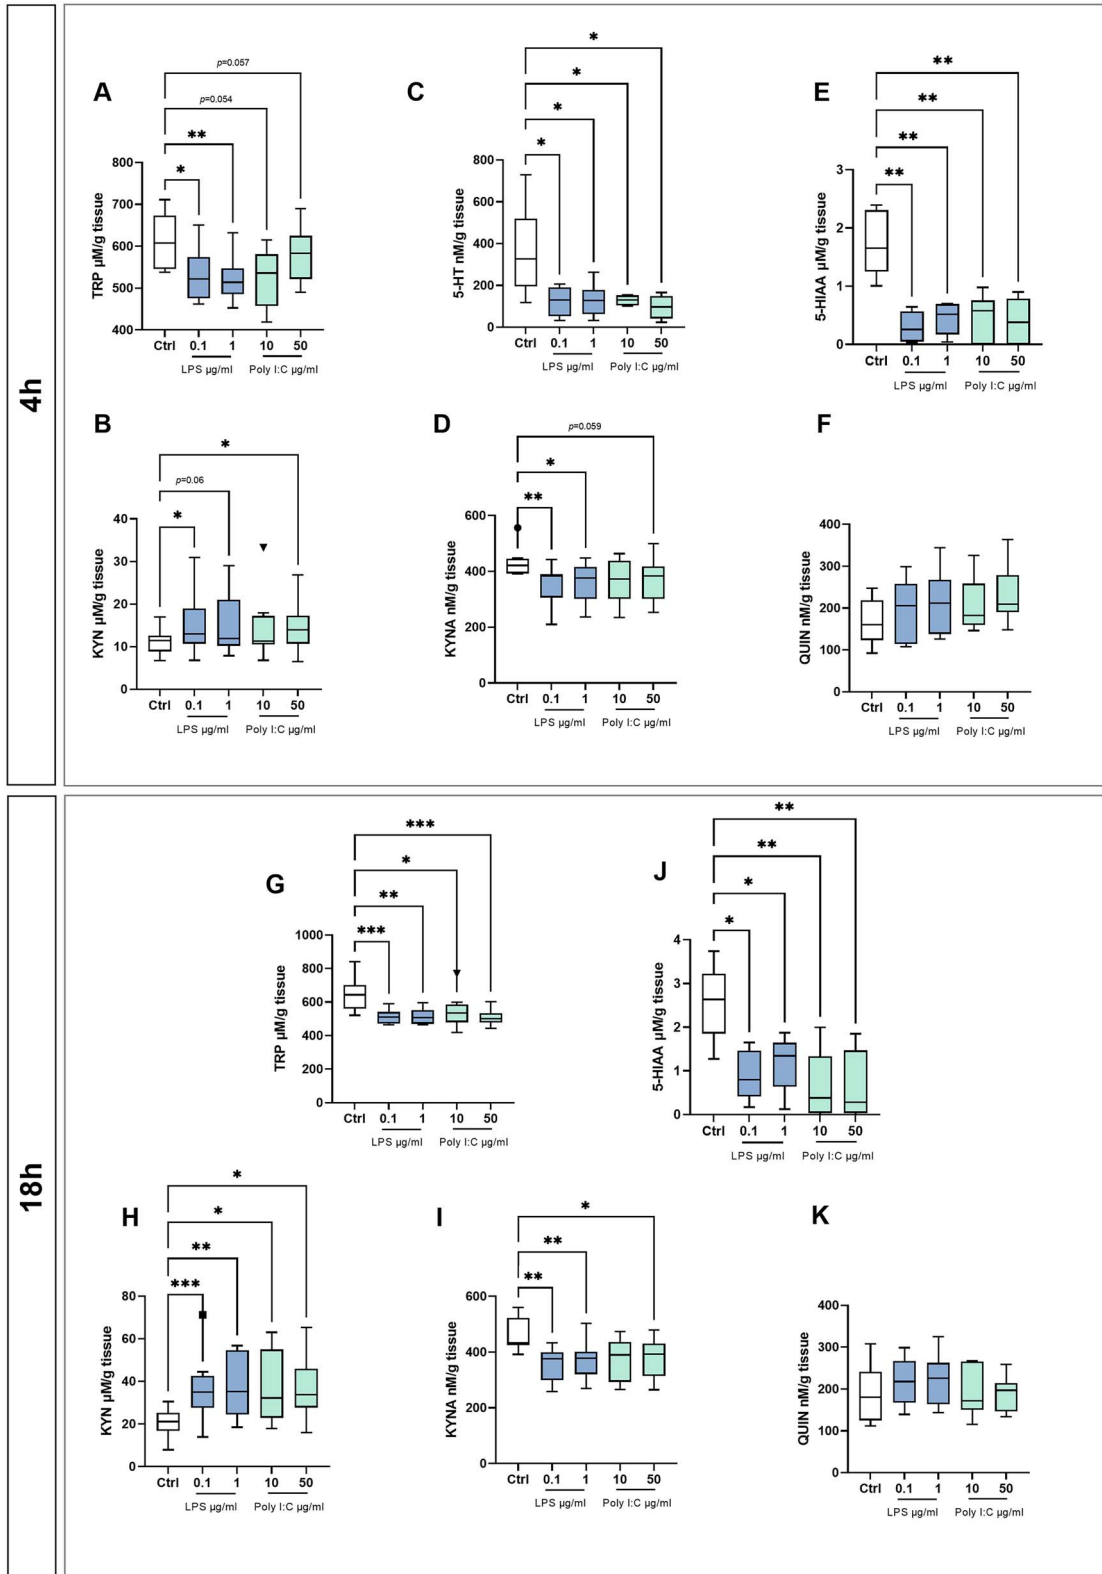 4h
A
p=0.057
p=0.054
**
*
TRP µM/g tissue
800
700
600
500
400
Ctrl 0.1 1 10 50
LPS µg/ml Poly I:C µg/ml
C
*
*
*
*
5-HT nM/g tissue
800
600
400
200
0
Ctrl 0.1 1 10 50
LPS µg/ml Poly I:C µg/ml
E
**
**
**
**
5-HIAA µM/g tissue
3
2
1
0
Ctrl 0.1 1 10 50
LPS µg/ml Poly I:C µg/ml
B
*
p=0.06
*
KYN µM/g tissue
40
30
20
10
0
Ctrl 0.1 1 10 50
LPS µg/ml Poly I:C µg/ml
D
p=0.059
*
**
KYNA nM/g tissue
600
400
200
0
Ctrl 0.1 1 10 50
LPS µg/ml Poly I:C µg/ml
F
QUIN nM/g tissue
400
300
200
100
0
Ctrl 0.1 1 10 50
LPS µg/ml Poly I:C µg/ml
18h
G
***
*
**
***
TRP µM/g tissue
1000
800
600
400
200
0
Ctrl 0.1 1 10 50
LPS µg/ml Poly I:C µg/ml
J
**
**
*
*
5-HIAA µM/g tissue
4
3
2
1
0
Ctrl 0.1 1 10 50
LPS µg/ml Poly I:C µg/ml
H
*
*
**
***
KYN µM/g tissue
80
60
40
20
0
Ctrl 0.1 1 10 50
LPS µg/ml Poly I:C µg/ml
I
*
**
**
KYNA nM/g tissue
600
400
200
0
Ctrl 0.1 1 10 50
LPS µg/ml Poly I:C µg/ml
K
QUIN nM/g tissue
400
300
200
100
0
Ctrl 0.1 1 10 50
LPS µg/ml Poly I:C µg/ml